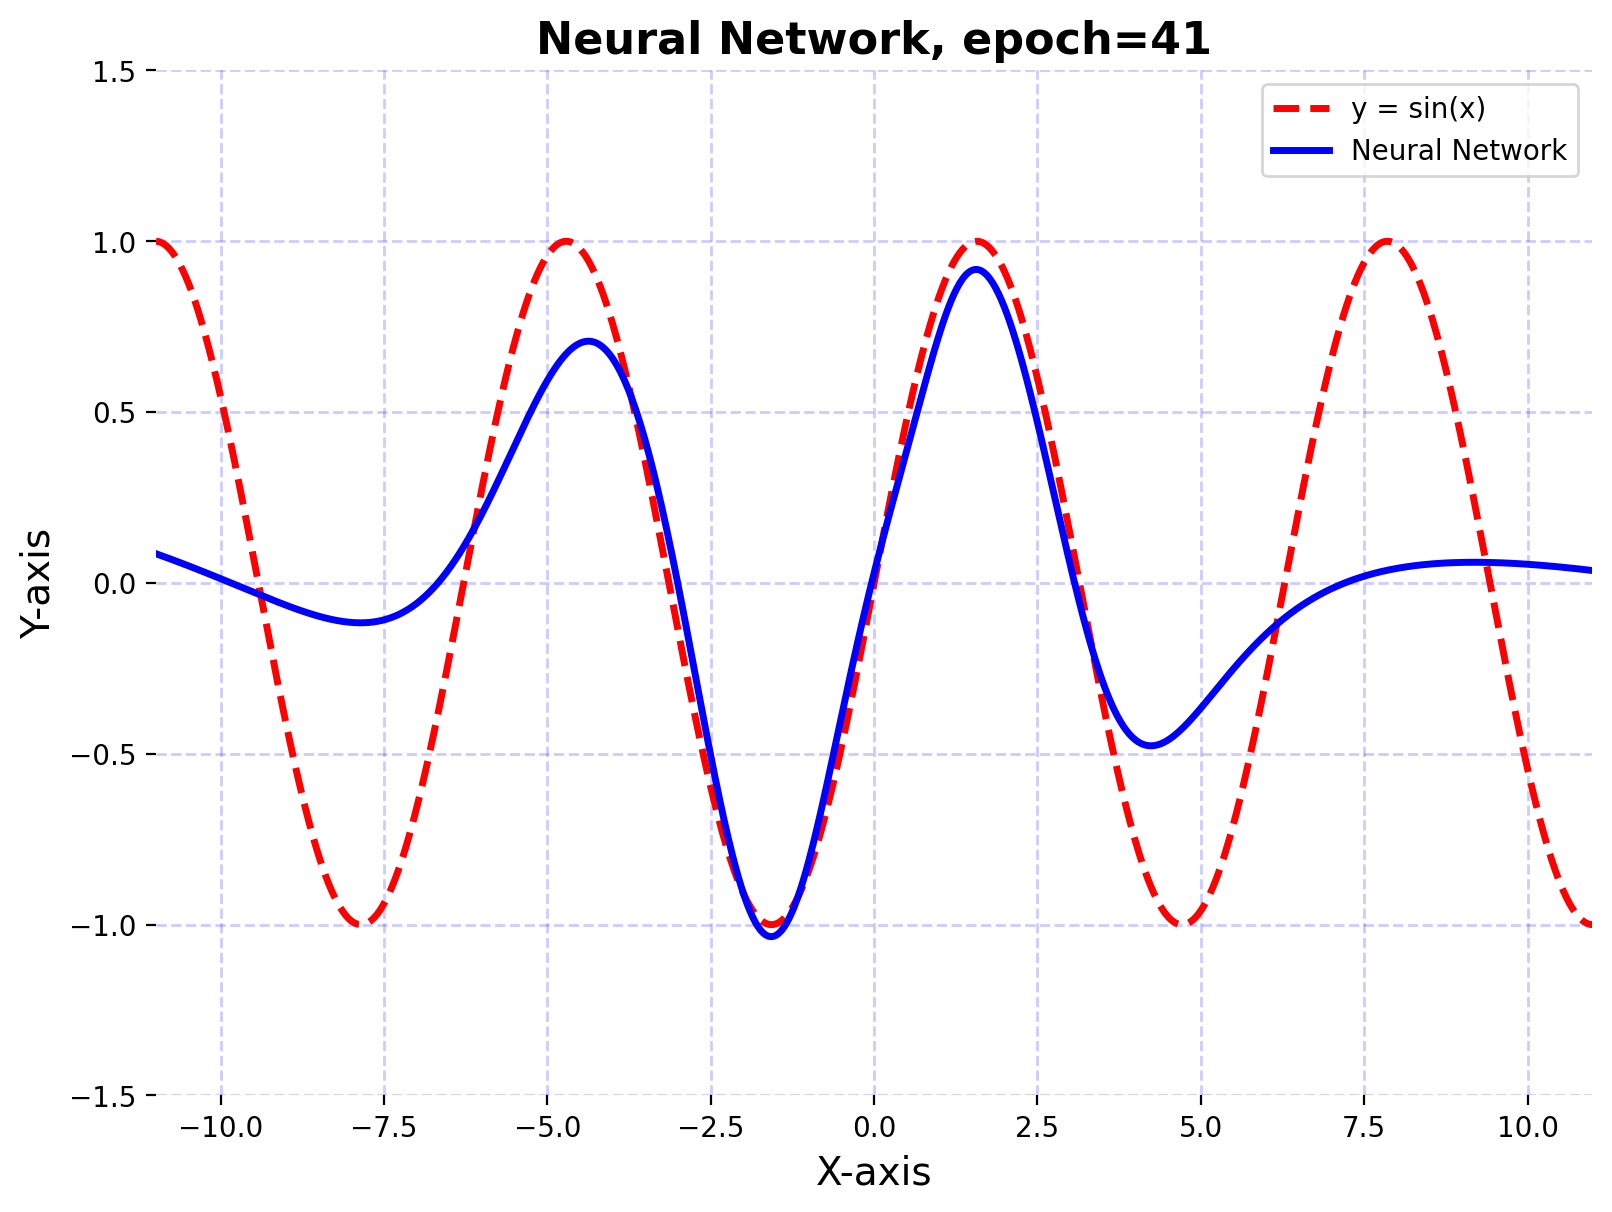 Neural Network, epoch=41
y = sin(x)
Neural Network
1.5
1.0
0.5
0.0
−0.5
−1.0
−1.5
Y-axis
−10.0 −7.5 −5.0 −2.5 0.0 2.5 5.0 7.5 10.0
X-axis